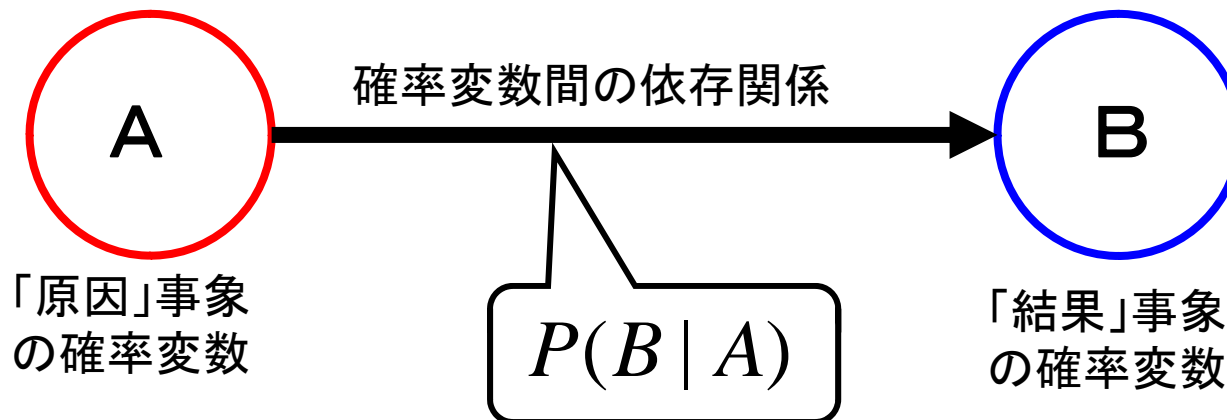 確率変数間の依存関係
A
B
「原因」事象
の確率変数
P(B | A)
「結果」事象
の確率変数